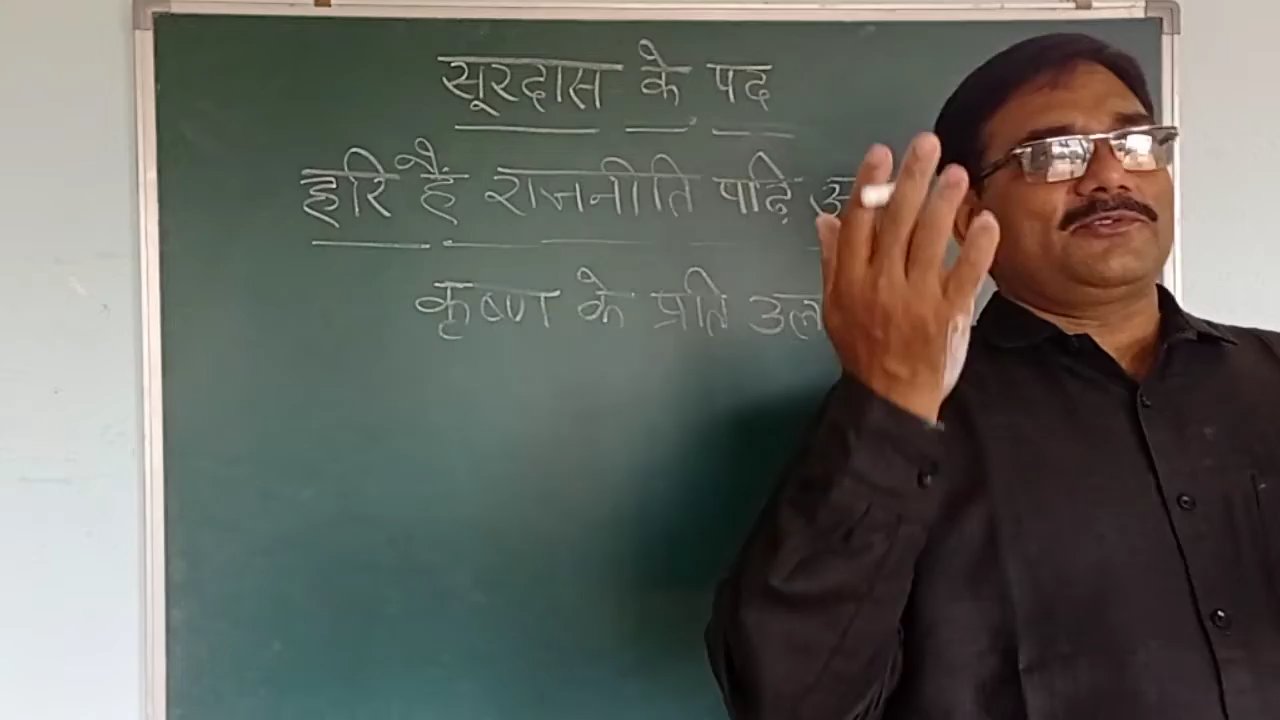 सूरदास के पद
हरि हैं राजनीति पढ़ि
कृष्ण के प्रति